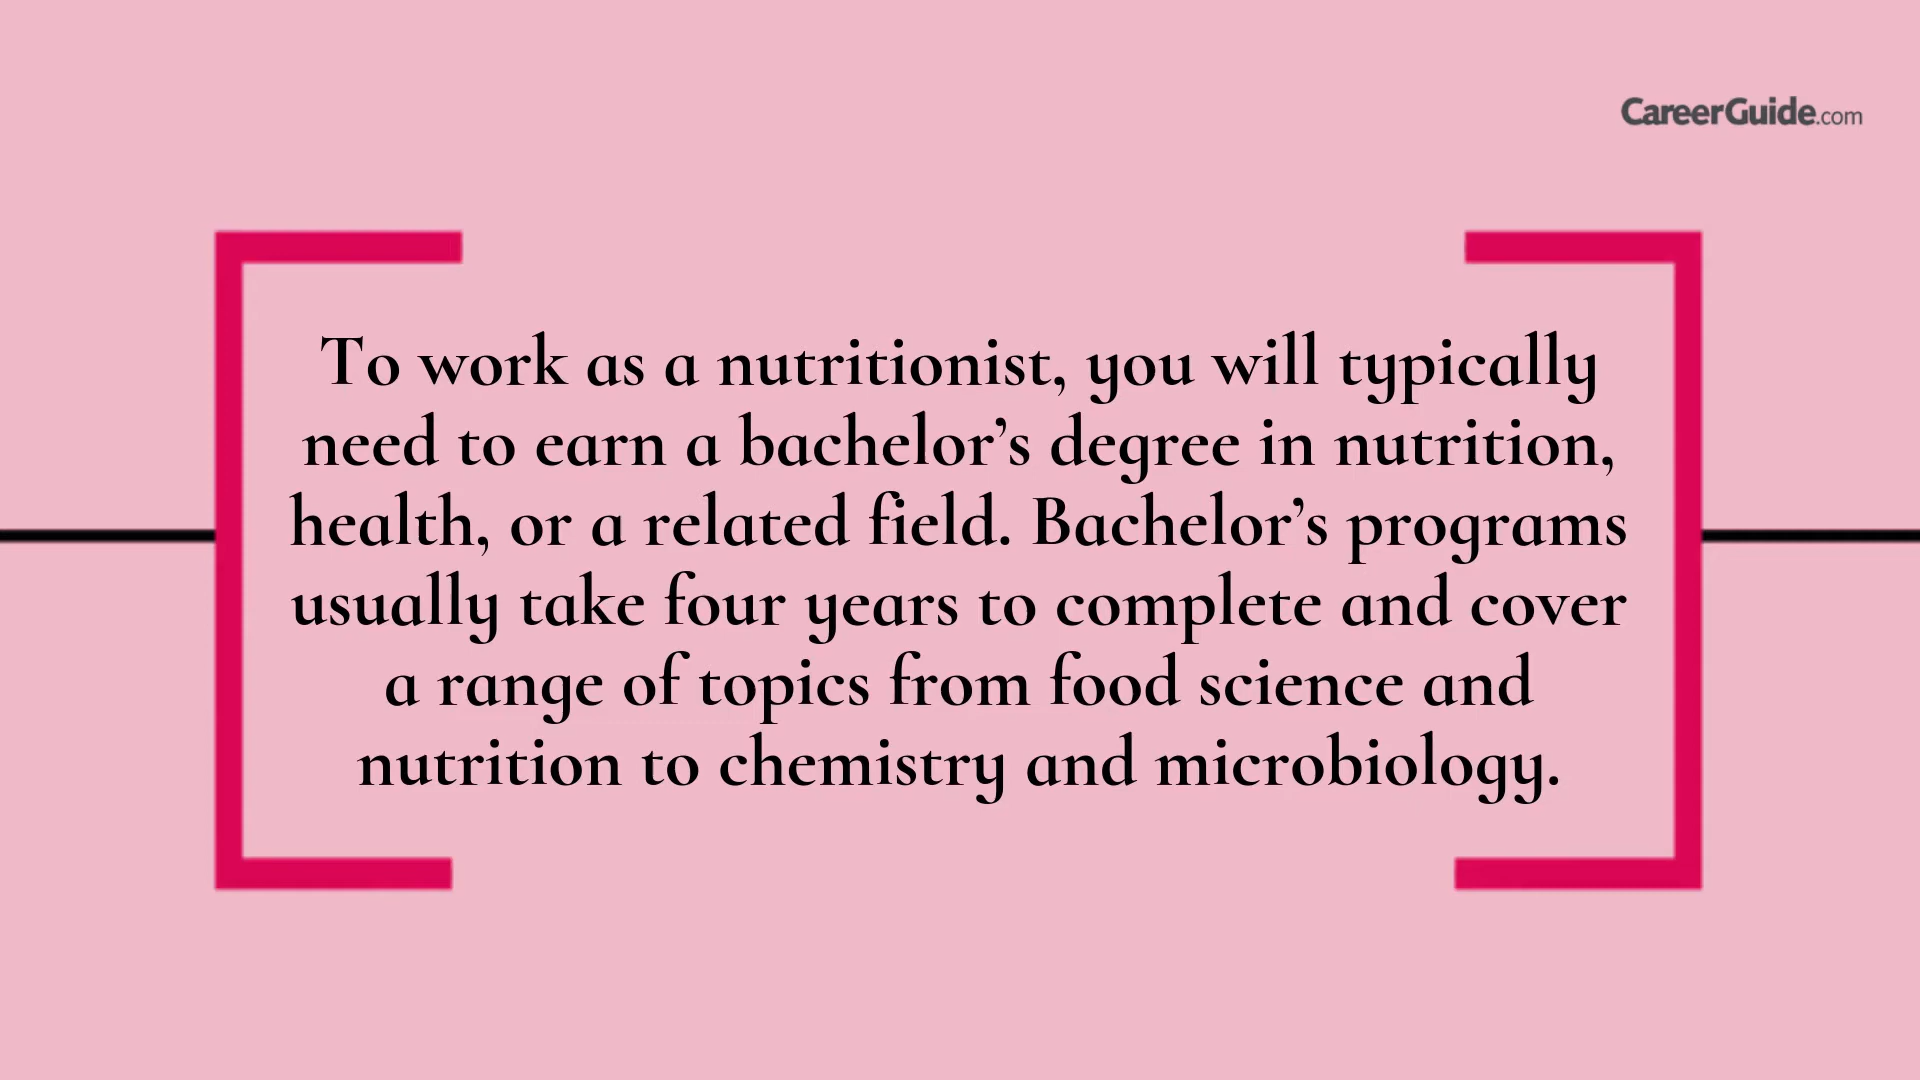 CareerGuide.com
To work as a nutritionist, you will typically
need to earn a bachelor’s degree in nutrition,
health, or a related field. Bachelor’s programs
usually take four years to complete and cover
a range of topics from food science and
nutrition to chemistry and microbiology.